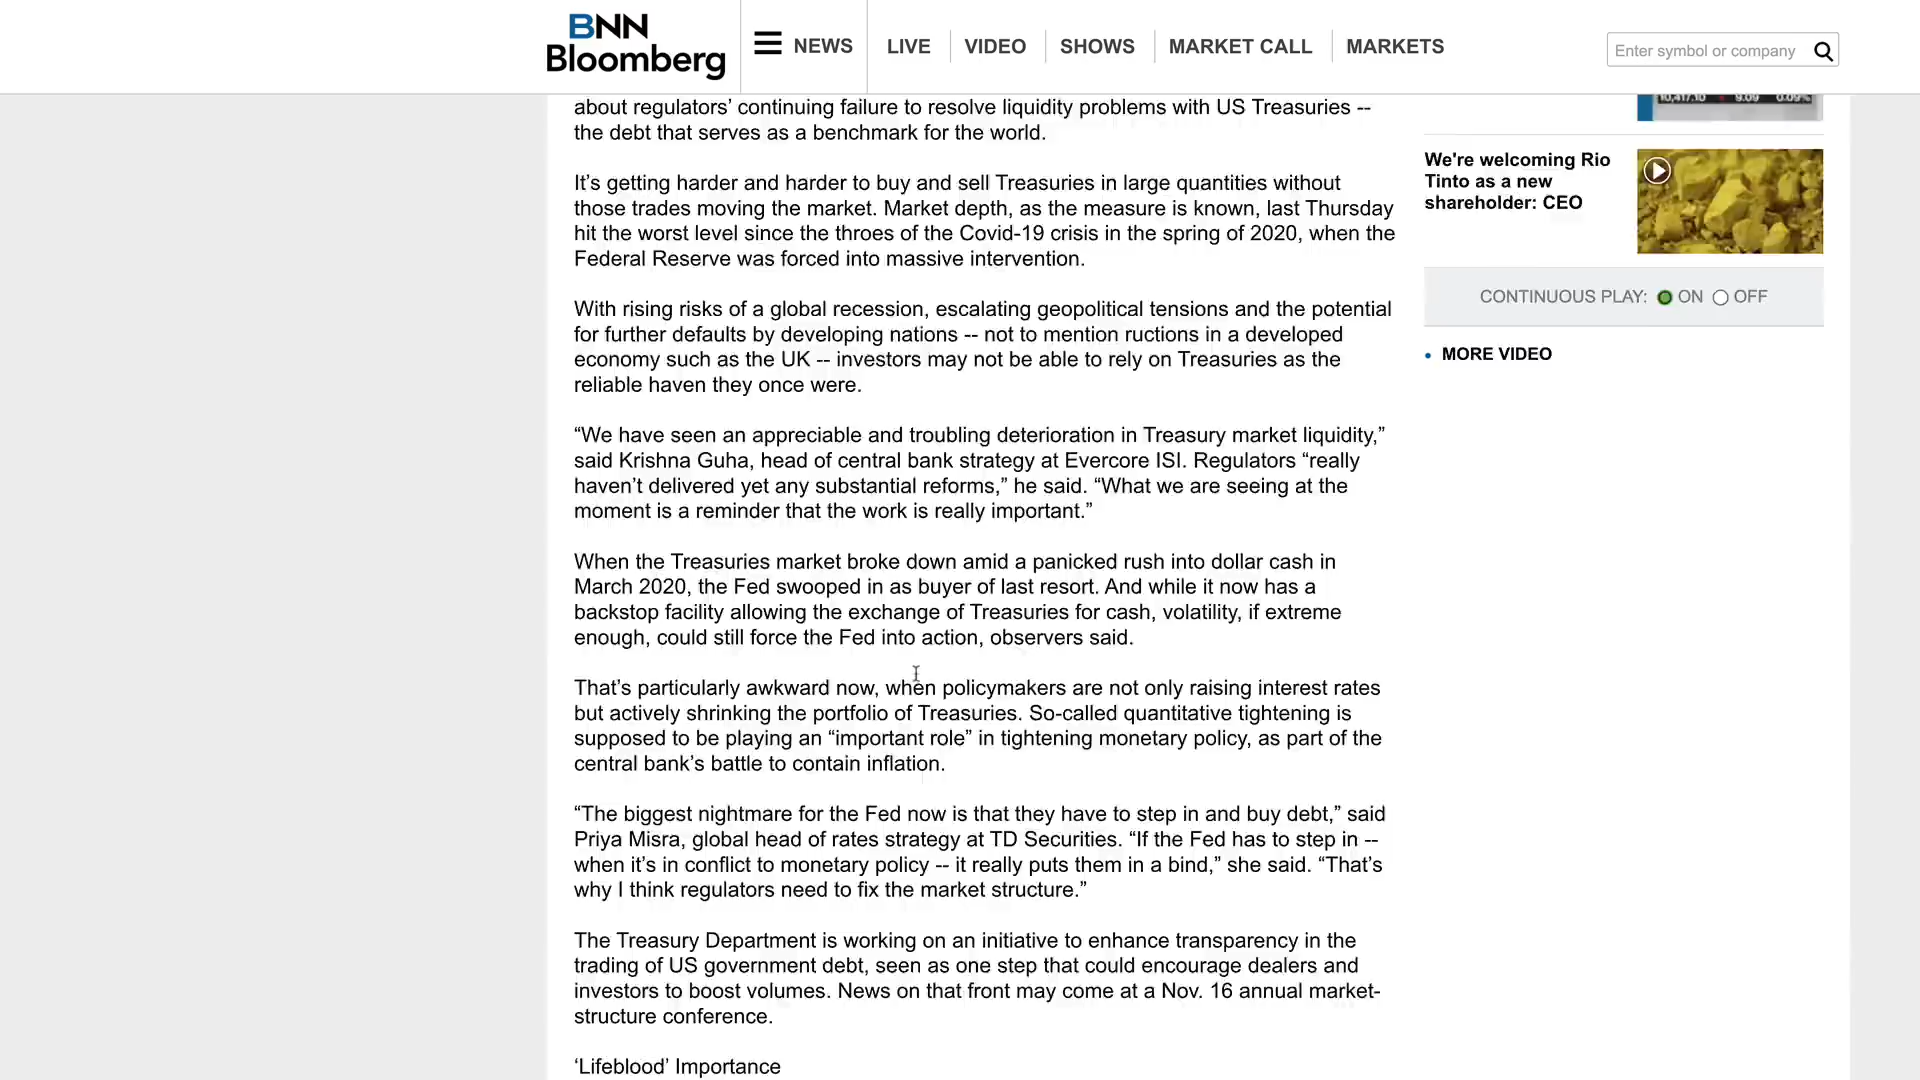 BNN
Bloomberg
NEWS
LIVE
VIDEO
SHOWS
MARKET CALL
MARKETS
Enter symbol or company
about regulators’ continuing failure to resolve liquidity problems with US Treasuries --
the debt that serves as a benchmark for the world.
It’s getting harder and harder to buy and sell Treasuries in large quantities without
those trades moving the market. Market depth, as the measure is known, last Thursday
hit the worst level since the throes of the Covid-19 crisis in the spring of 2020, when the
Federal Reserve was forced into massive intervention.
With rising risks of a global recession, escalating geopolitical tensions and the potential
for further defaults by developing nations -- not to mention ructions in a developed
economy such as the UK -- investors may not be able to rely on Treasuries as the
reliable haven they once were.
“We have seen an appreciable and troubling deterioration in Treasury market liquidity,”
said Krishna Guha, head of central bank strategy at Evercore ISI. Regulators “really
haven’t delivered yet any substantial reforms,” he said. “What we are seeing at the
moment is a reminder that the work is really important.”
When the Treasuries market broke down amid a panicked rush into dollar cash in
March 2020, the Fed swooped in as buyer of last resort. And while it now has a
backstop facility allowing the exchange of Treasuries for cash, volatility, if extreme
enough, could still force the Fed into action, observers said.
That’s particularly awkward now, when policymakers are not only raising interest rates
but actively shrinking the portfolio of Treasuries. So-called quantitative tightening is
supposed to be playing an “important role” in tightening monetary policy, as part of the
central bank’s battle to contain inflation.
“The biggest nightmare for the Fed now is that they have to step in and buy debt,” said
Priya Misra, global head of rates strategy at TD Securities. “If the Fed has to step in --
when it’s in conflict to monetary policy -- it really puts them in a bind,” she said. “That’s
why I think regulators need to fix the market structure.”
The Treasury Department is working on an initiative to enhance transparency in the
trading of US government debt, seen as one step that could encourage dealers and
investors to boost volumes. News on that front may come at a Nov. 16 annual market-
structure conference.
‘Lifeblood’ Importance
We're welcoming Rio
Tinto as a new
shareholder: CEO
CONTINUOUS PLAY: ON OFF
MORE VIDEO